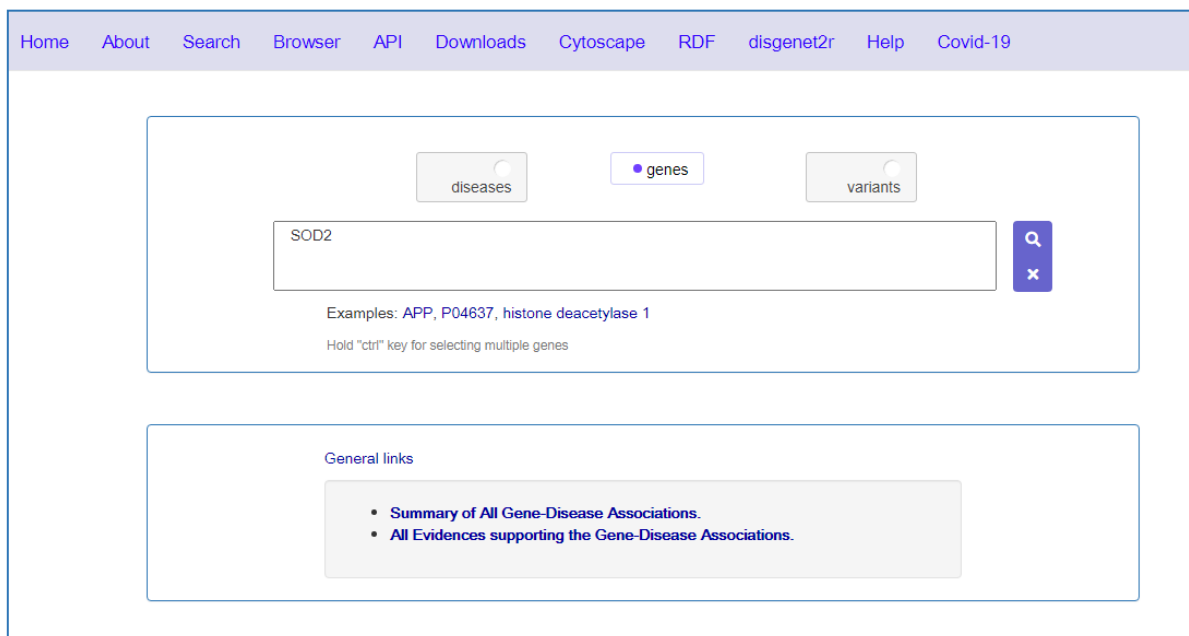 Home About Search Browser API Downloads Cytoscape RDF disgenet2r Help Covid-19
diseases genes variants
SOD2
Examples: APP, P04637, histone deacetylase 1
Hold "ctrl" key for selecting multiple genes
General links
Summary of All Gene-Disease Associations.
All Evidences supporting the Gene-Disease Associations.